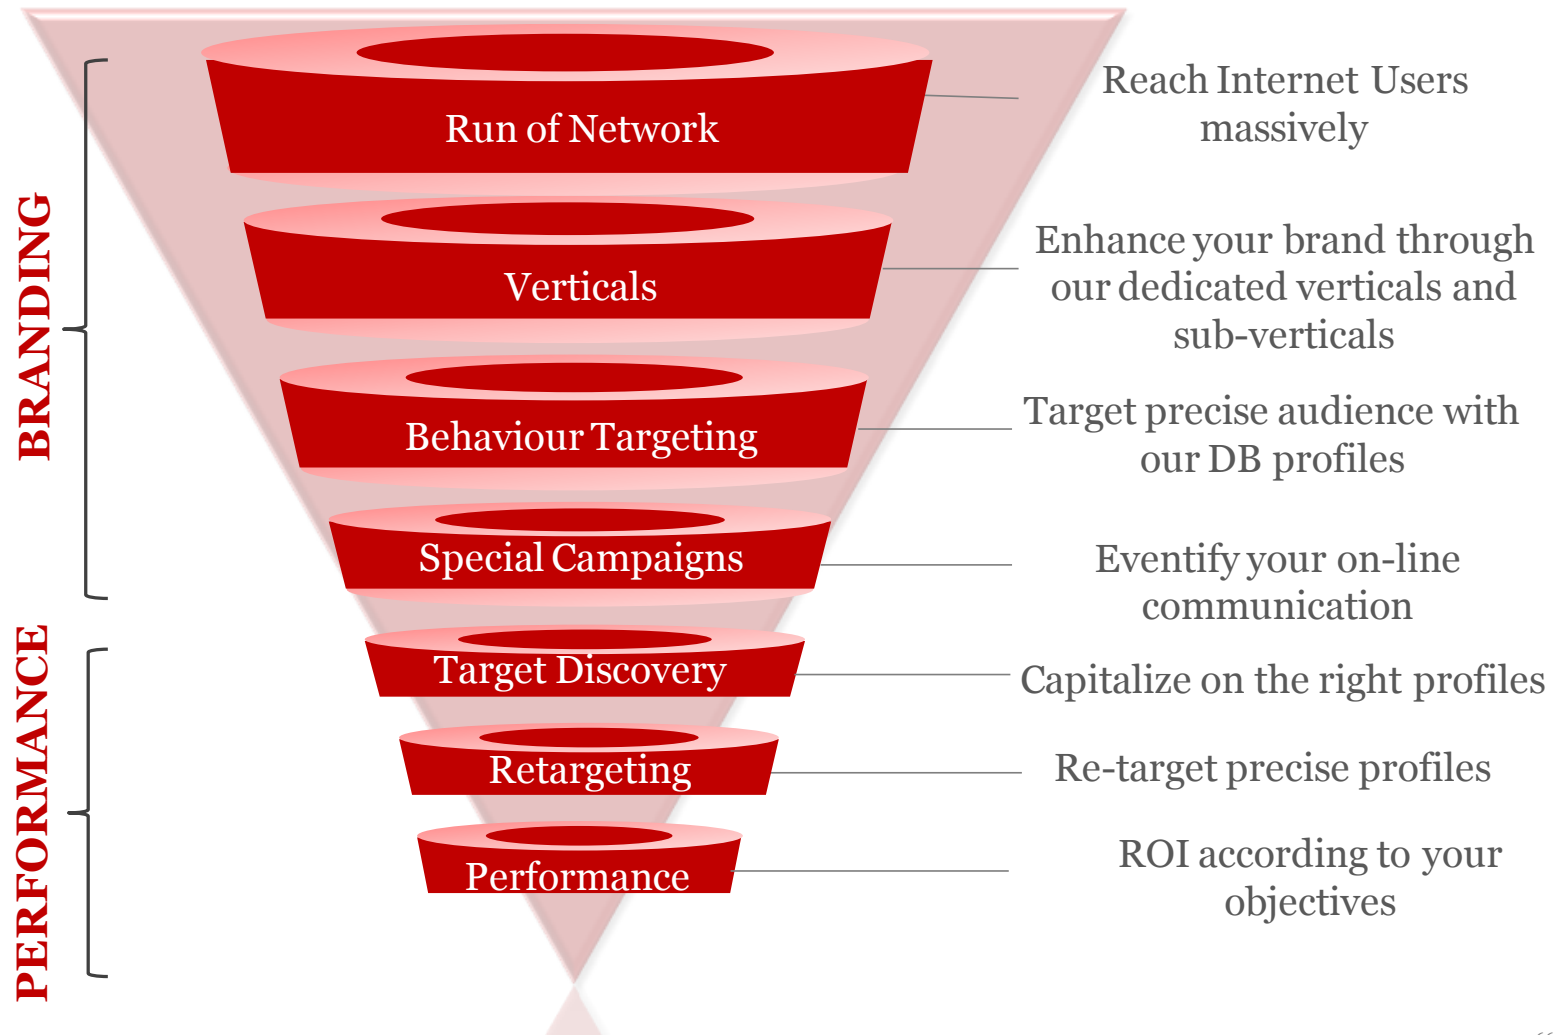 BRANDING
Run of Network
Reach Internet Users
massively
Verticals
Enhance your brand through
our dedicated verticals and
sub-verticals
Behaviour Targeting
Target precise audience with
our DB profiles
Special Campaigns
Eventify your on-line
communication
PERFORMANCE
Target Discovery
Capitalize on the right profiles
Retargeting
Re-target precise profiles
Performance
ROI according to your
objectives